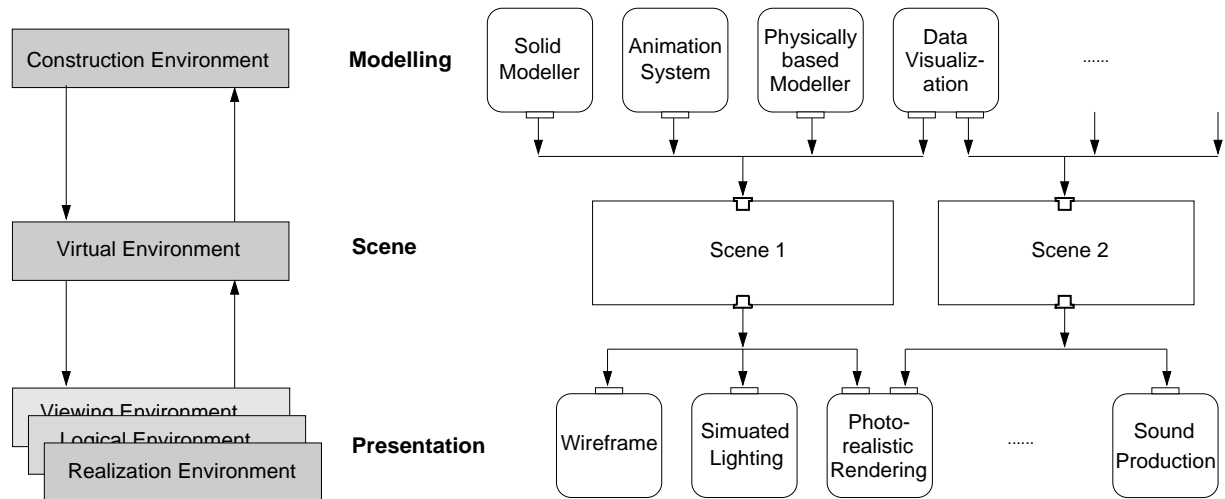 Construction Environment
Virtual Environment
Viewing Environment
Logical Environment
Realization Environment
Modelling
Scene
Presentation
Solid
Modeller
Animation
System
Physically
based
Modeller
Data
Visualiz-
ation
......
Scene 1
Scene 2
Wireframe
Simuated
Lighting
Photo-
realistic
Rendering
......
Sound
Production